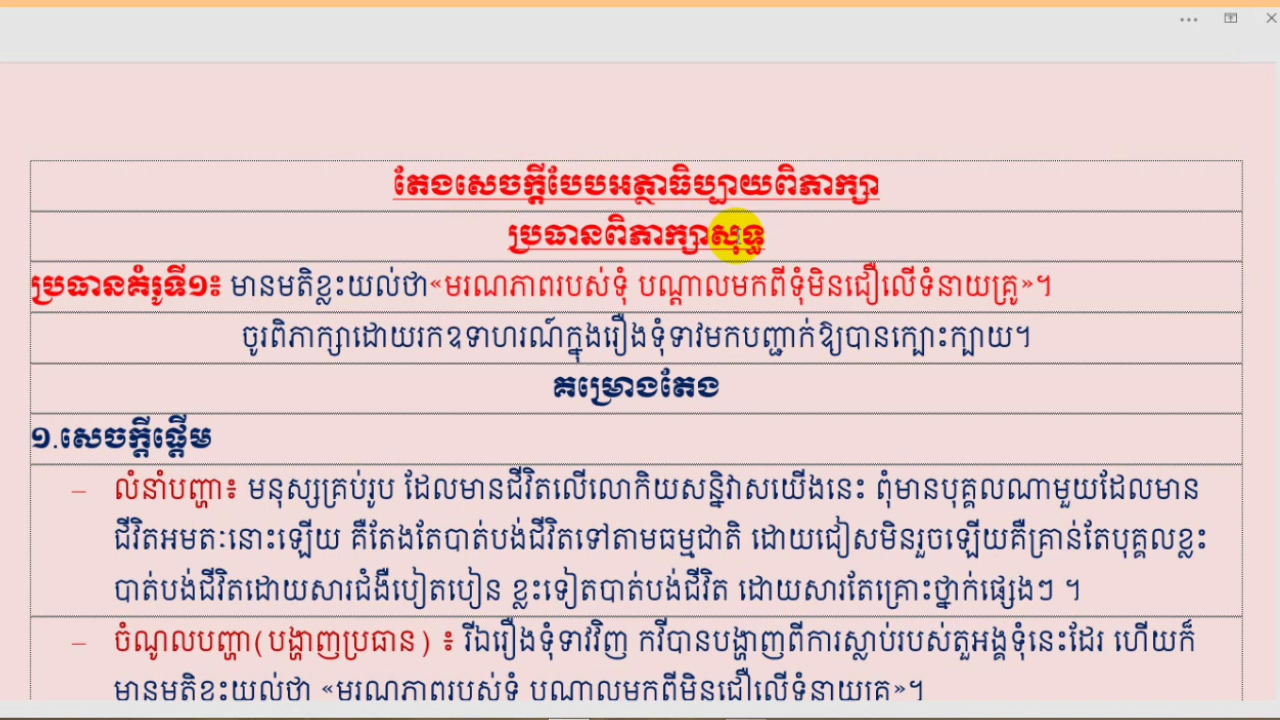 តែងសេចក្ដីបែបអត្ថាធិប្បាយពិភាក្សា
ប្រធានពិភាក្សាសុទ្ធ
ប្រធានគំរូទី១៖ មានមតិខ្លះយល់ថា«មរណភាពរបស់ទុំ បណ្ដាលមកពីទុំមិនជឿលើទំនាយគ្រូ»។
ចូរពិភាក្សាដោយរកឧទាហរណ៍ក្នុងរឿងទុំទាវមកបញ្ជាក់ឱ្យបានក្បោះក្បាយ។
គម្រោងតែង
១.សេចក្ដីផ្ដើម
– លំនាំបញ្ហា៖ មនុស្សគ្រប់រូប ដែលមានជីវិតលើលោកិយសន្និវាសយើងនេះ ពុំមានបុគ្គលណាមួយដែលមាន
ជីវិតអមតៈនោះឡើយ គឺតែងតែបាត់បង់ជីវិតទៅតាមធម្មជាតិ ដោយជៀសមិនរួចឡើយគឺគ្រាន់តែបុគ្គលខ្លះ
បាត់បង់ជីវិតដោយសារជំងឺបៀតបៀន ខ្លះទៀតបាត់បង់ជីវិត ដោយសារតែគ្រោះថ្នាក់ផ្សេងៗ ។
– ចំណូលបញ្ហា(បង្ហាញប្រធាន) ៖ រីឯរឿងទុំទាវវិញ កវីបានបង្ហាញពីការស្លាប់របស់តួអង្គទុំនេះដែរ ហើយក៏
មានមតិខះយល់ថា «មរណភាពរបស់ទុំ បណាលមកពីមិនជឿលើទំនាយគ្រូ»។